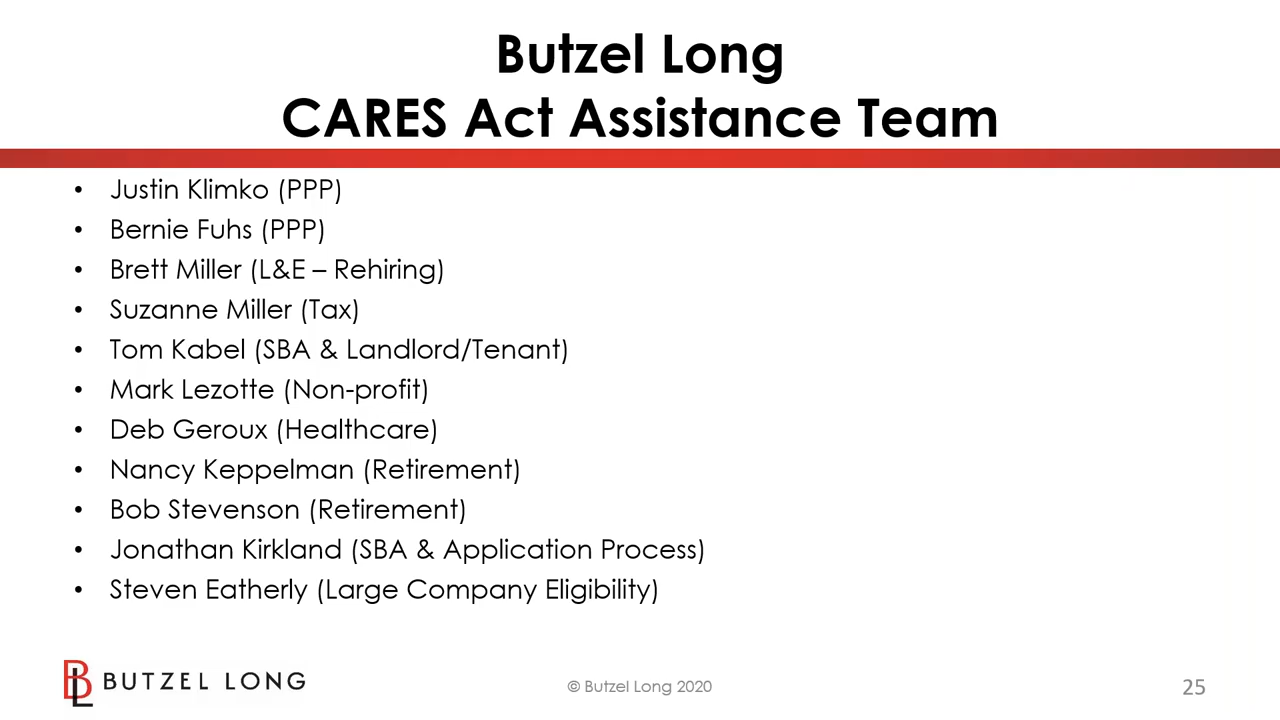 Butzel Long
CARES Act Assistance Team
• Justin Klimko (PPP)
• Bernie Fuhs (PPP)
• Brett Miller (L&E – Rehiring)
• Suzanne Miller (Tax)
• Tom Kabel (SBA & Landlord/Tenant)
• Mark Lezotte (Non-profit)
• Deb Geroux (Healthcare)
• Nancy Keppelman (Retirement)
• Bob Stevenson (Retirement)
• Jonathan Kirkland (SBA & Application Process)
• Steven Eatherly (Large Company Eligibility)
BL BUTZEL LONG
© Butzel Long 2020
25